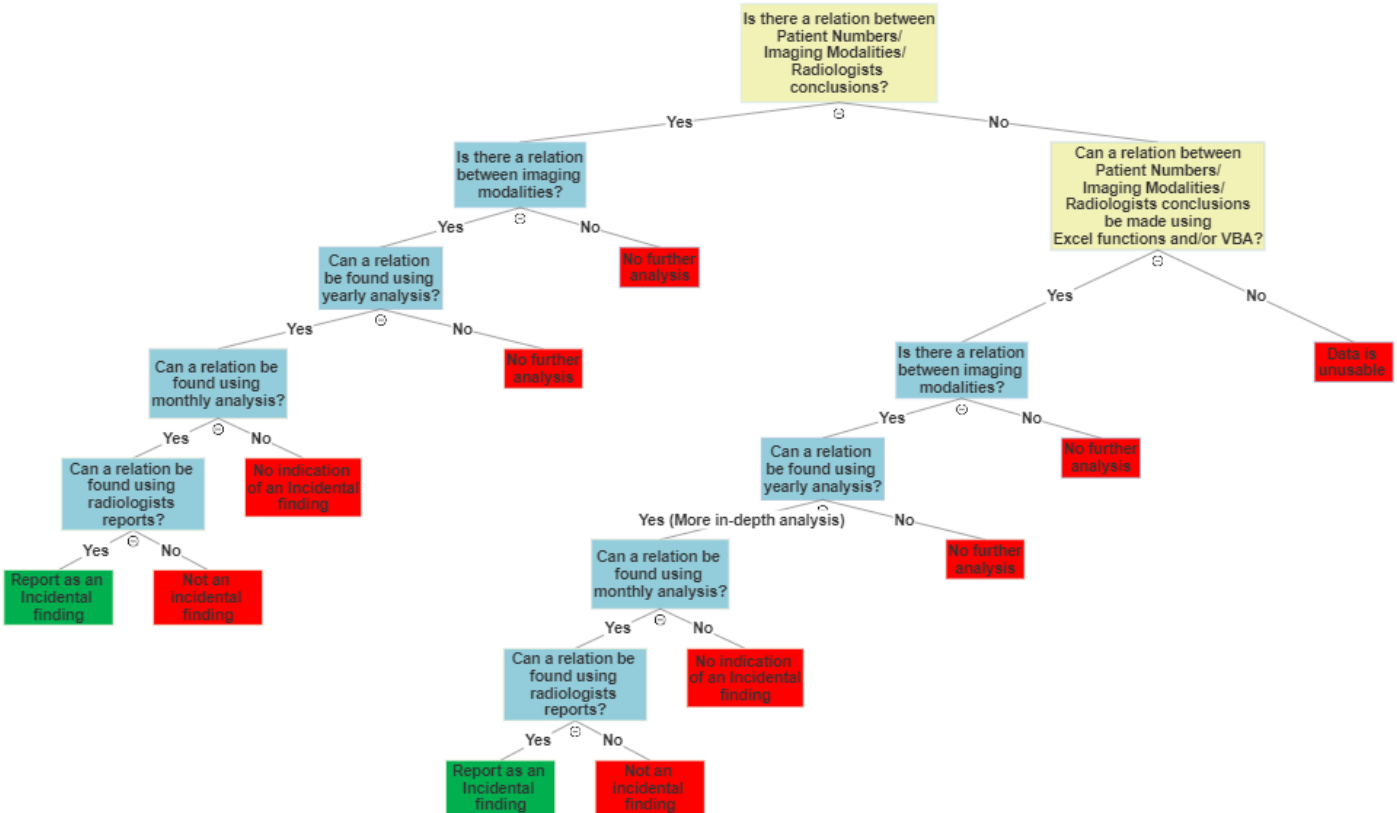 Is there a relation between
Patient Numbers/
Imaging Modalities/
Radiologists
conclusions?
Yes
No
Is there a relation
between imaging
modalities?
Can a relation between
Patient Numbers/
Imaging Modalities/
Radiologists conclusions
be made using
Excel functions and/or VBA?
Yes
No
Can a relation
be found using
yearly analysis?
No further
analysis
Yes
No
Yes
No
Can a relation be
found using
monthly analysis?
No further
analysis
Is there a relation
between imaging
modalities?
Data is
unusable
Yes
No
Yes
No
Can a relation be
found using
radiologists
reports?
No indication
of an Incidental
finding
Can a relation
be found using
yearly analysis?
No further
analysis
Yes
No
Yes (More in-depth analysis)
No
Report as an
Incidental
finding
Not an
incidental
finding
Can a relation be
found using
monthly analysis?
No further
analysis
Yes
No
Can a relation be
found using
radiologists
reports?
No indication
of an Incidental
finding
Yes
No
Report as an
Incidental
finding
Not an
incidental
finding